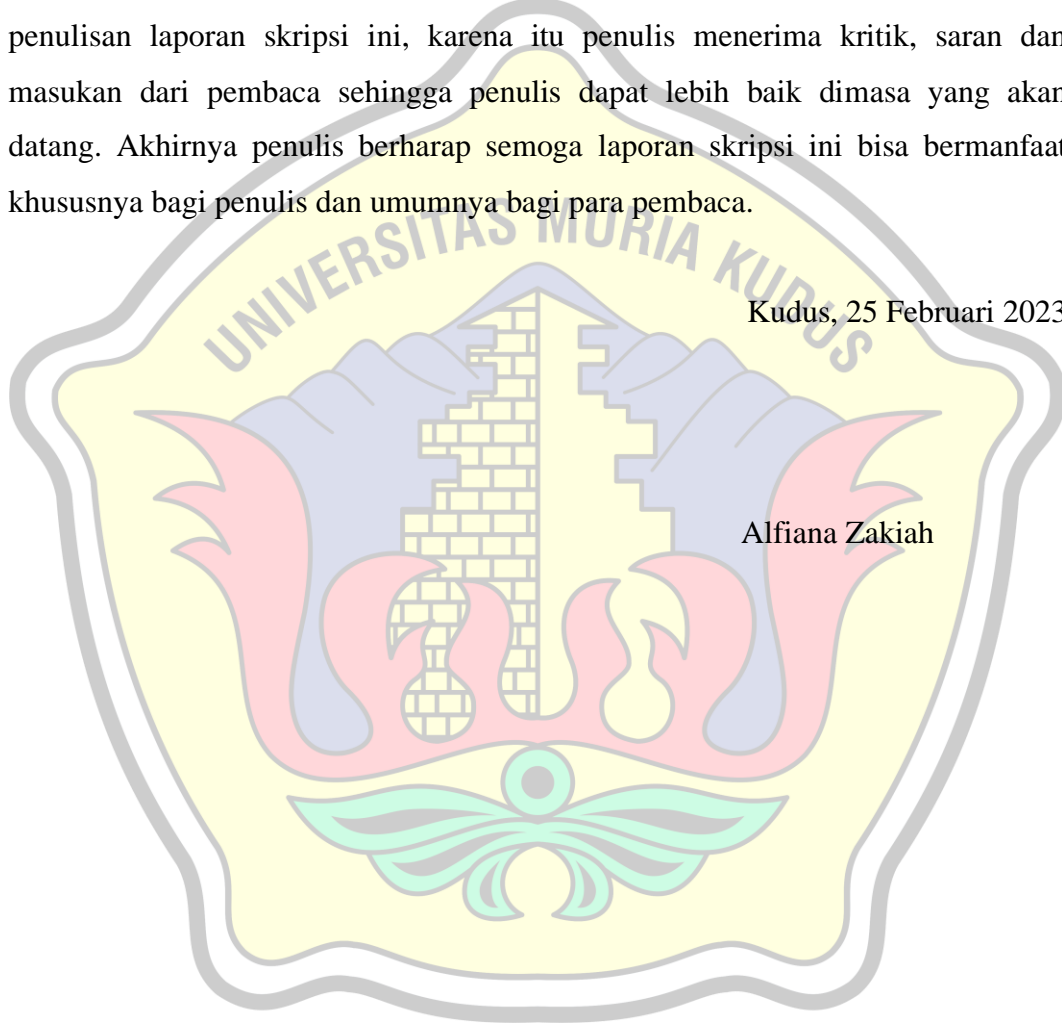 penulisan laporan skripsi ini, karena itu penulis menerima kritik, saran dan
masukan dari pembaca sehingga penulis dapat lebih baik dimasa yang akan
datang. Akhirnya penulis berharap semoga laporan skripsi ini bisa bermanfaat
khususnya bagi penulis dan umumnya bagi para pembaca.
UNIVERSITAS MURIA KUDUS
Kudus, 25 Februari 2023
Alfiana Zakiah